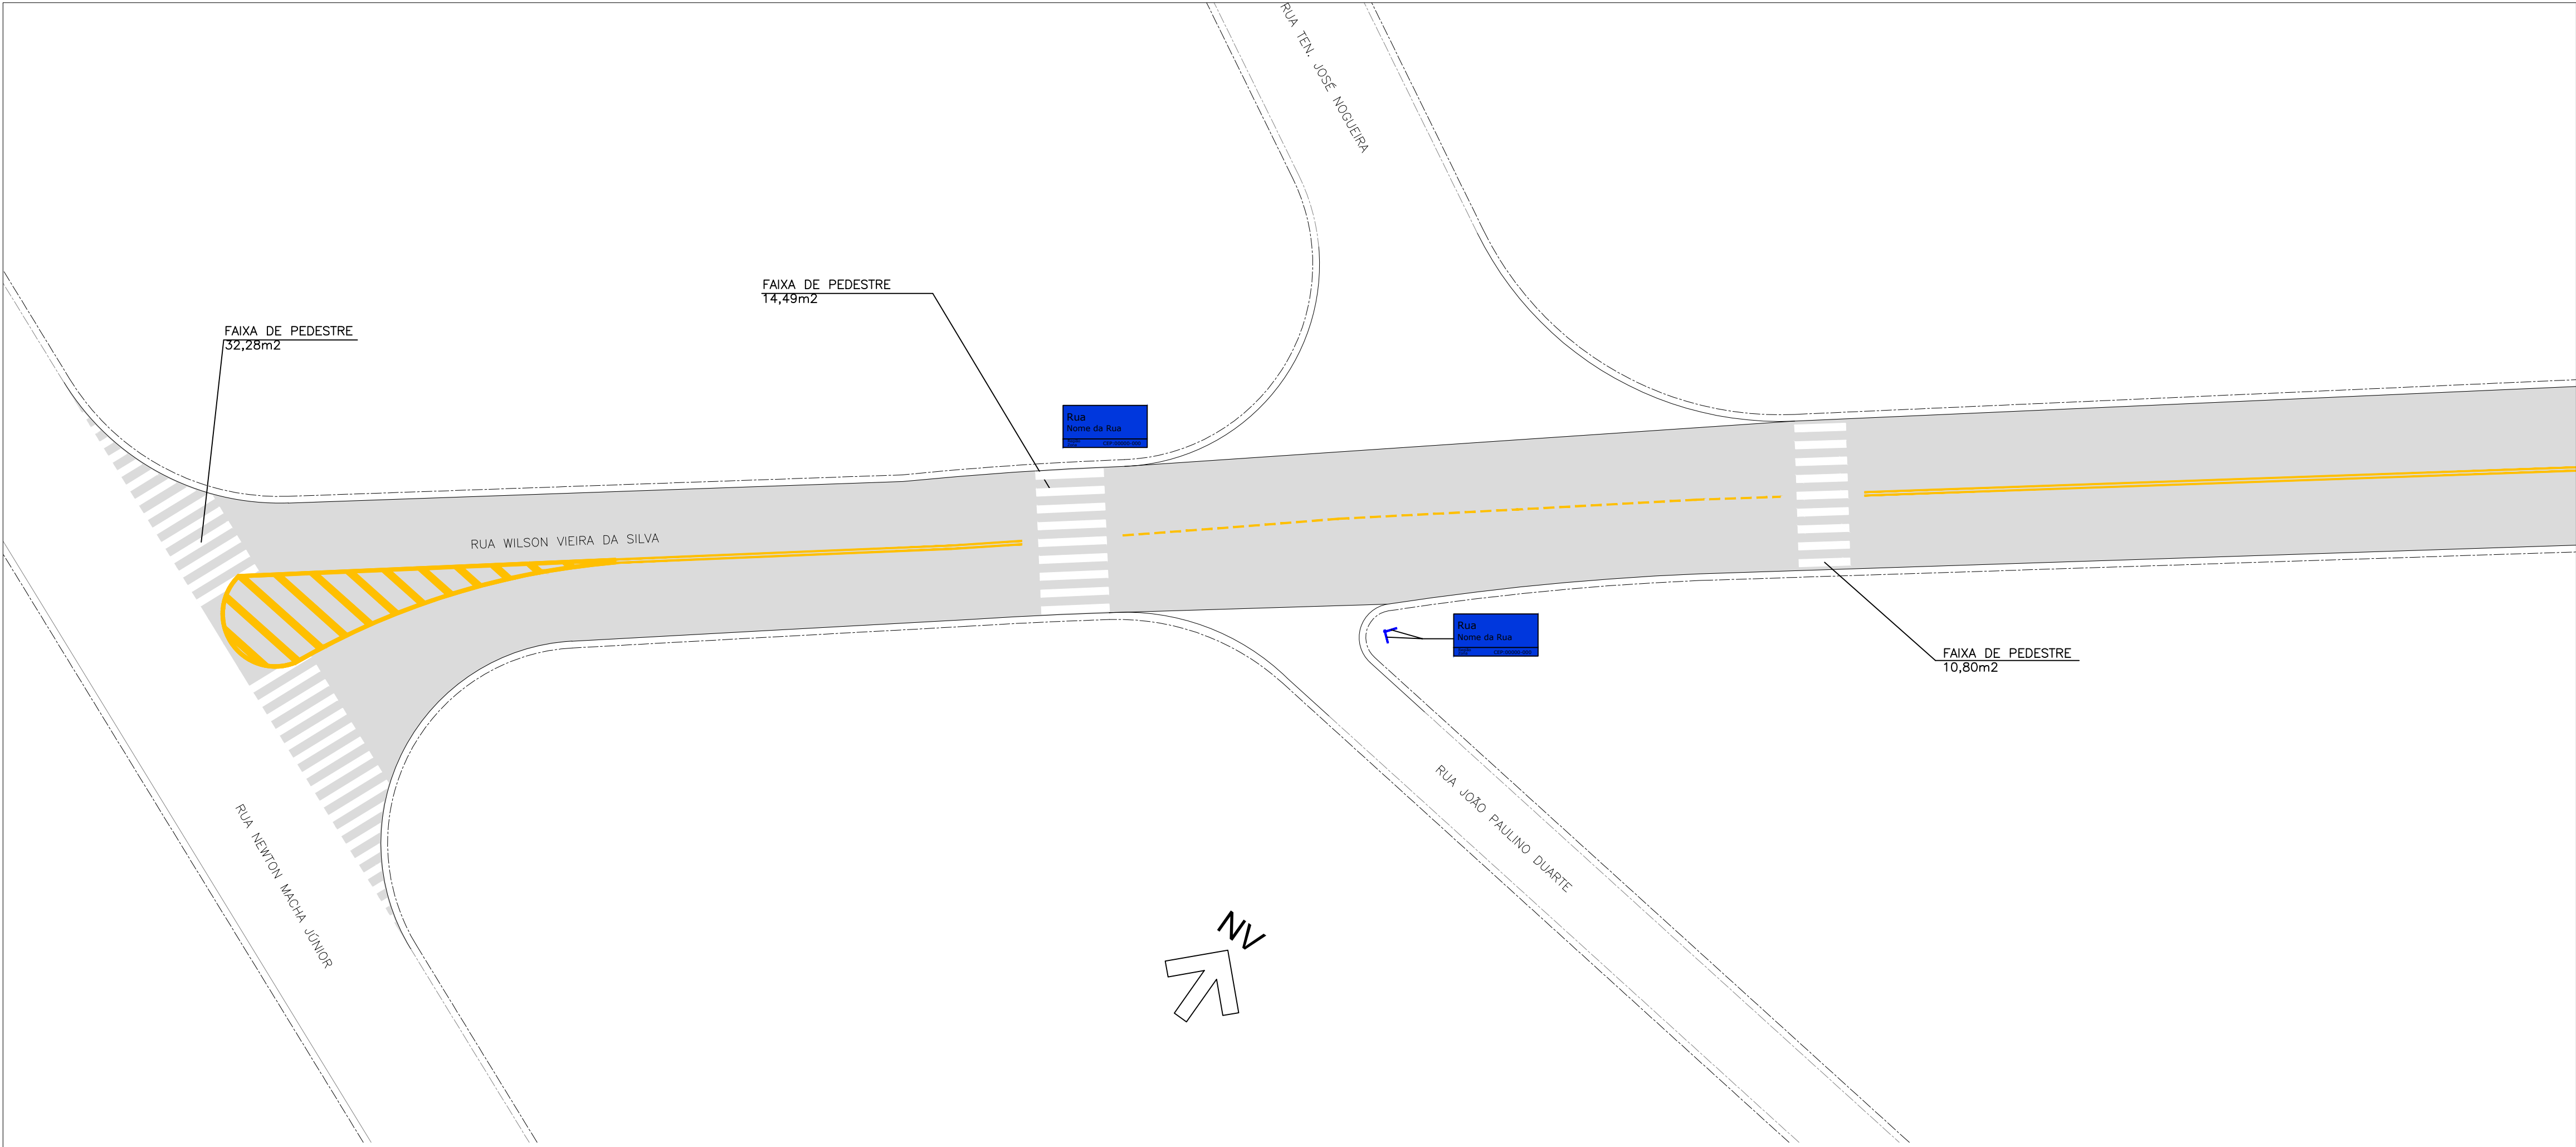 RUA TEN. JOSÉ NOGUEIRA
FAIXA DE PEDESTRE
14,49m2
FAIXA DE PEDESTRE
32,28m2
Rua
Nome da Rua
RUA WILSON VIEIRA DA SILVA
Rua
Nome da Rua
FAIXA DE PEDESTRE
10,80m2
RUA JOÃO PAULINO DUARTE
RUA NEWTON MACHA JÚNIOR
NV